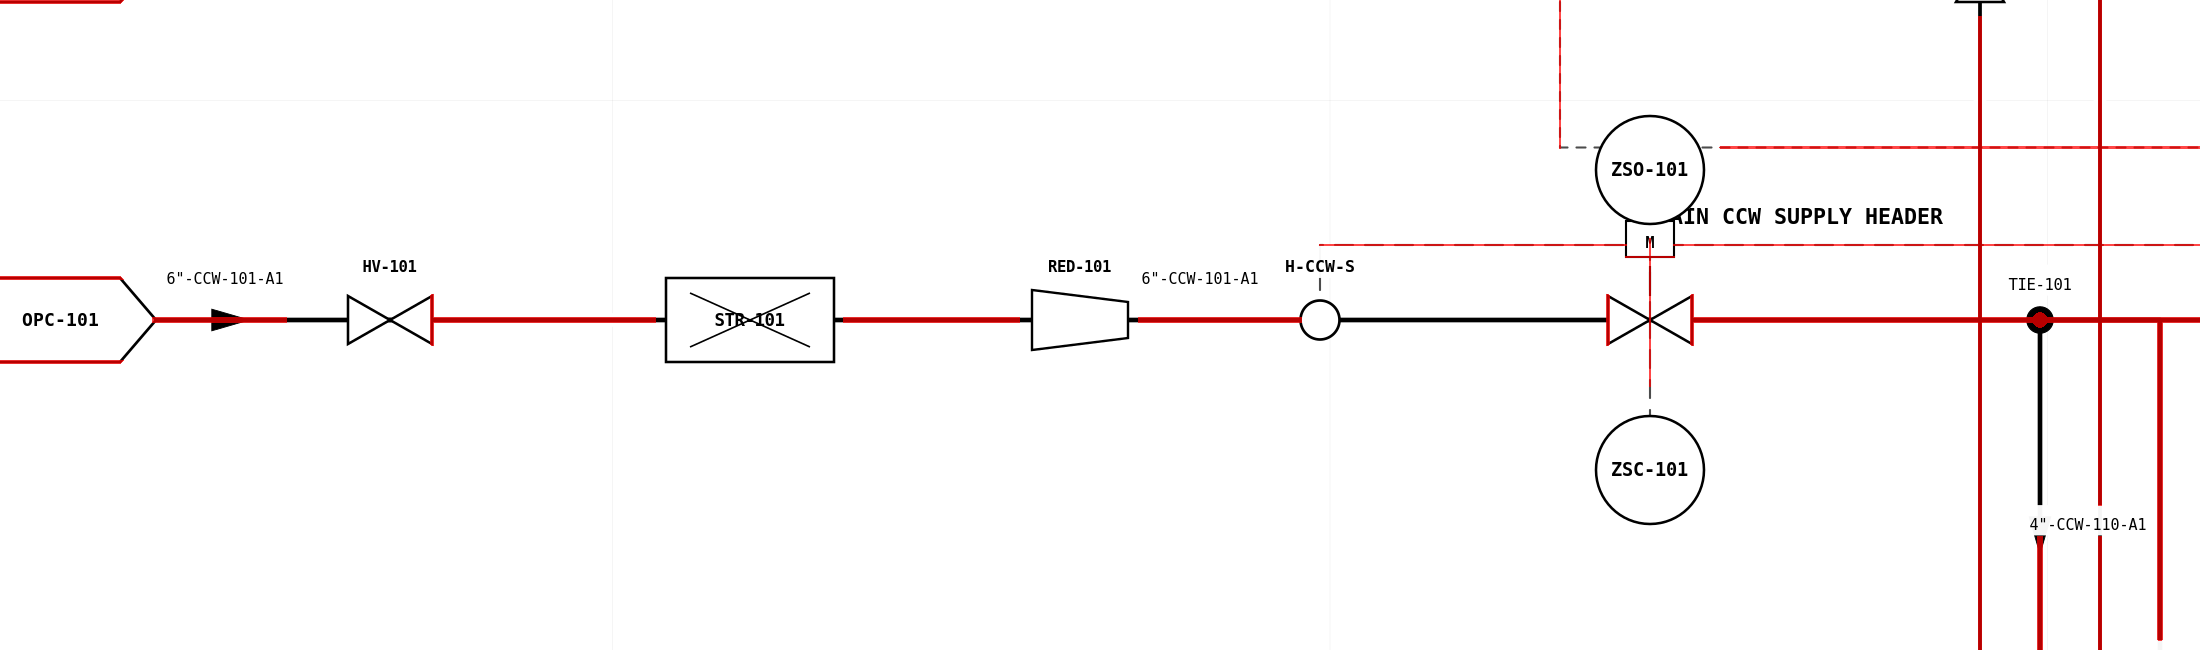 ZSO-101
AIN CCW SUPPLY HEADER
M
6"-CCW-101-A1
HV-101
RED-101
6"-CCW-101-A1
H-CCW-S
TIE-101
OPC-101
STR-101
ZSC-101
4"-CCW-110-A1